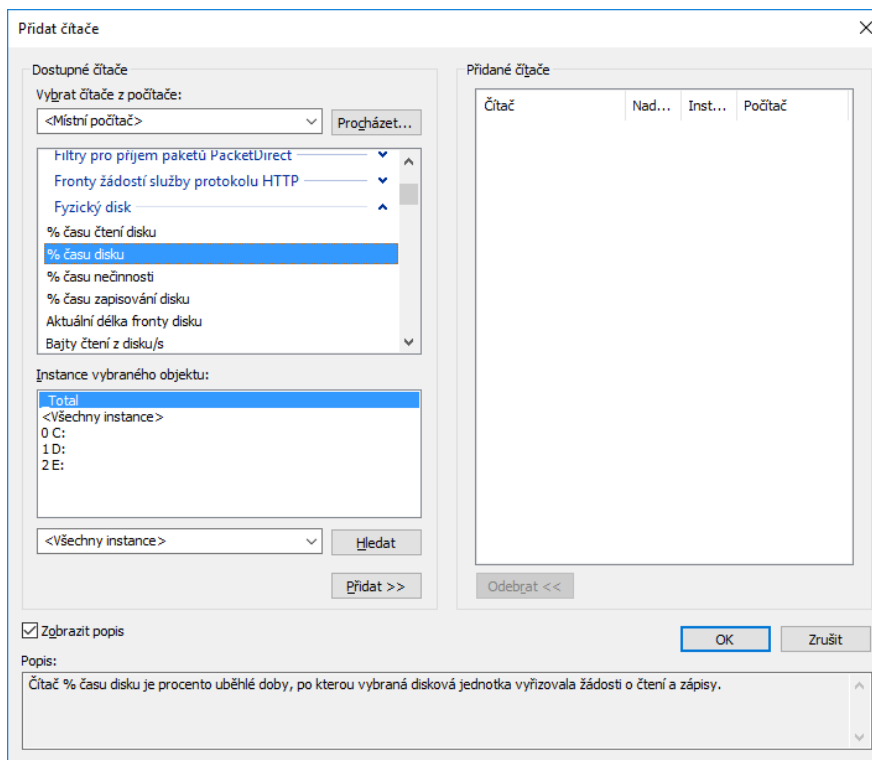 Přidat čítače
Dostupné čítače
Vybrat čítače z počítače:
<Místní počítač>
Procházet...
Filtry pro příjem paketů PacketDirect
Fronty žádostí služby protokolu HTTP
Fyzický disk
% času čtení disku
% času disku
% času nečinnosti
% času zapisování disku
Aktuální délka fronty disku
Bajty čtení z disku/s
Instance vybraného objektu:
_Total
<Všechny instance>
0 C:
1 D:
2 E:
<Všechny instance>
Hledat
Přidat >>
Přidané čítače
Čítač Nad... Inst... Počítač
Odebrat <<
Zobrazit popis
OK
Zrušit
Popis:
Čítač % času disku je procento uběhlé doby, po kterou vybraná disková jednotka vyřizovala žádosti o čtení a zápisy.